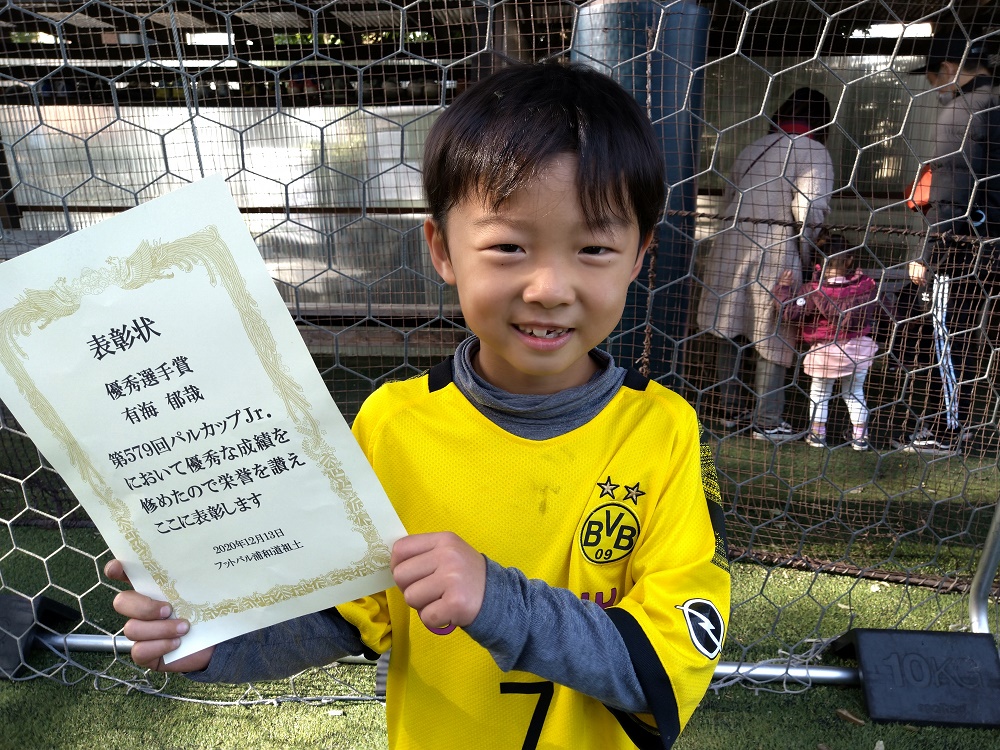 表彰状
優秀選手賞
有海 郁哉
第579回パルカップJr.
において優秀な成績を
修めたので栄誉を讃え
ここに表彰します
2020年12月13日
フットパル浦和道祖土
BVB
09
7
10KG